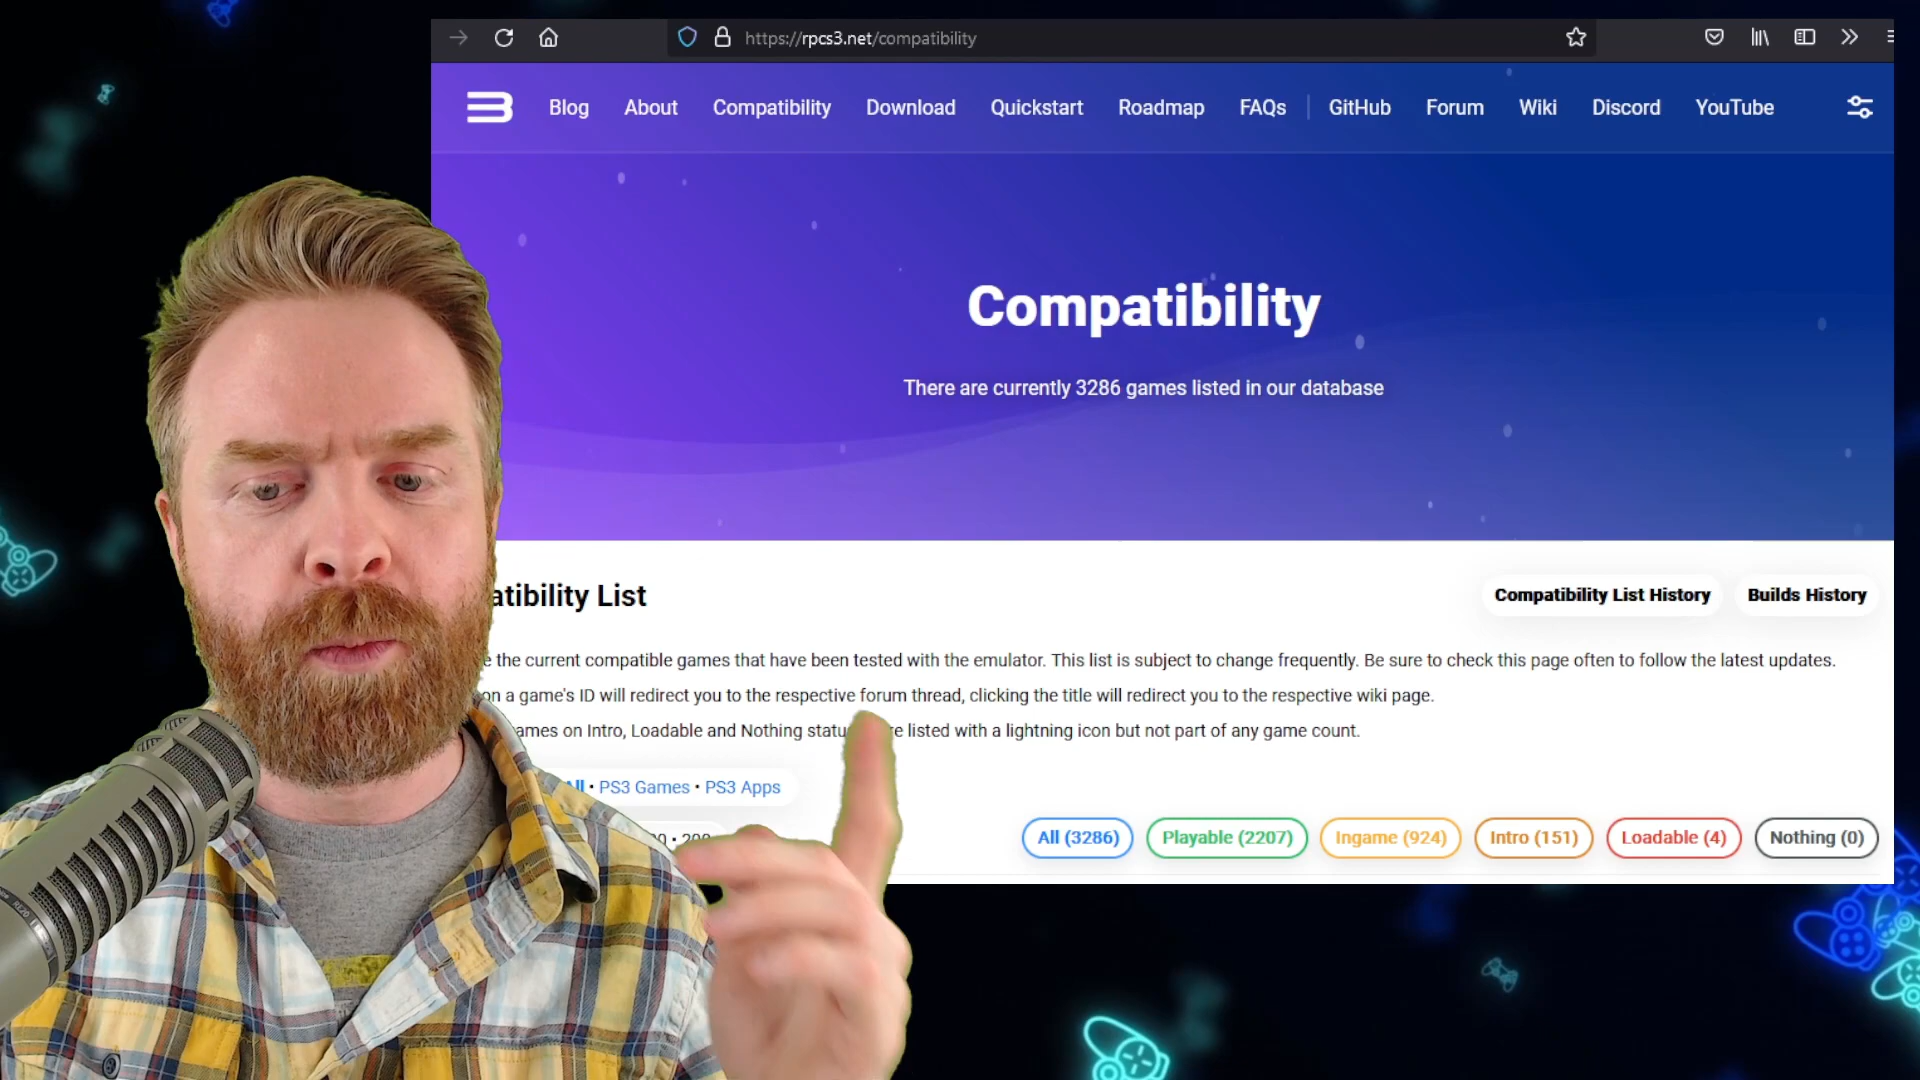 https://rpcs3.net/compatibility
Blog About Compatibility Download Quickstart Roadmap FAQs GitHub Forum Wiki Discord YouTube
Compatibility
There are currently 3286 games listed in our database
atibility List
Compatibility List History Builds History
e the current compatible games that have been tested with the emulator. This list is subject to change frequently. Be sure to check this page often to follow the latest updates.
on a game's ID will redirect you to the respective forum thread, clicking the title will redirect you to the respective wiki page.
ames on Intro, Loadable and Nothing statu re listed with a lightning icon but not part of any game count.
All • PS3 Games • PS3 Apps
All (3286) Playable (2207) Ingame (924) Intro (151) Loadable (4) Nothing (0)
RE20